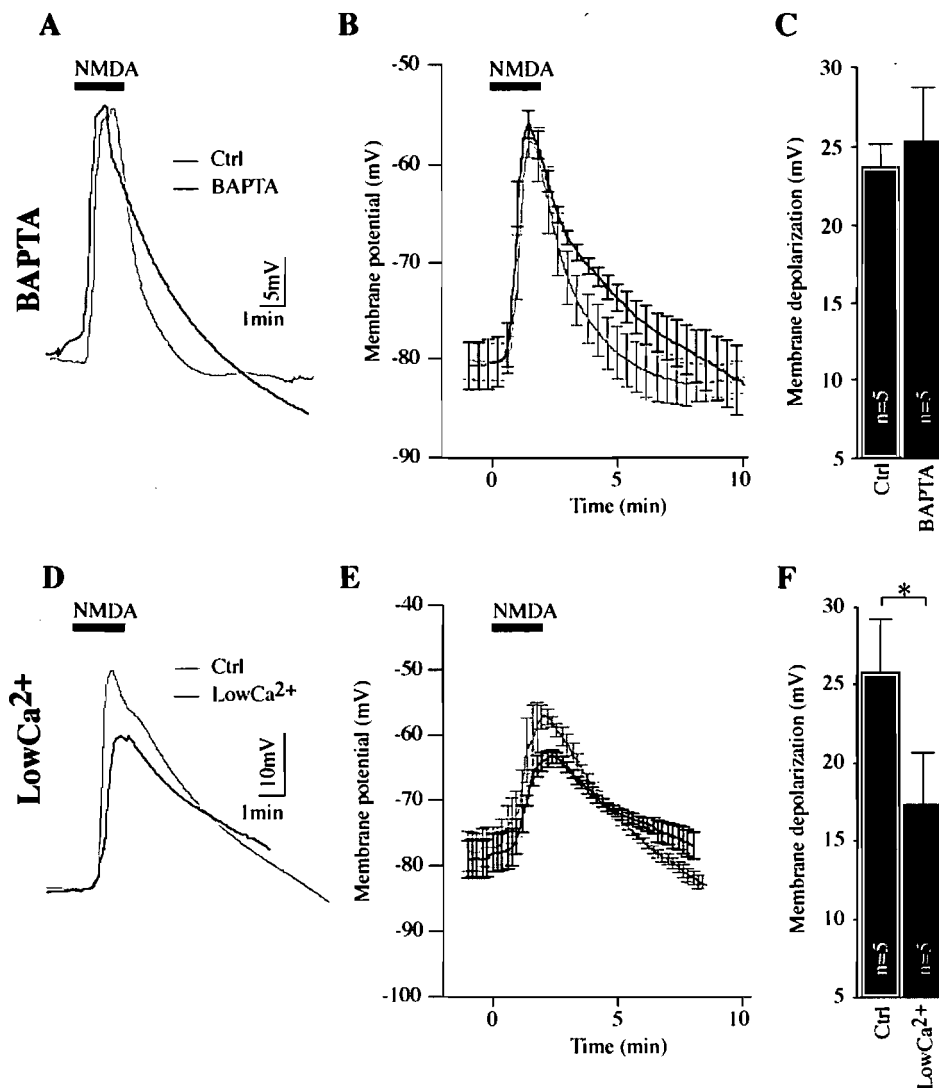 A
NMDA
Ctrl
BAPTA
5mV
1min
BAPTA
B
NMDA
-50
-60
-70
-80
-90
Membrane potential (mV)
0
5
10
Time (min)
C
30
25
20
15
10
5
Membrane depolarization (mV)
n=5
n=5
Ctrl
BAPTA
D
NMDA
Ctrl
LowCa2+
10mV
1min
LowCa2+
E
NMDA
-40
-50
-60
-70
-80
-90
-100
Membrane potential (mV)
0
5
10
Time (min)
F
*
30
25
20
15
10
5
Membrane depolarization (mV)
n=5
n=5
Ctrl
LowCa2+